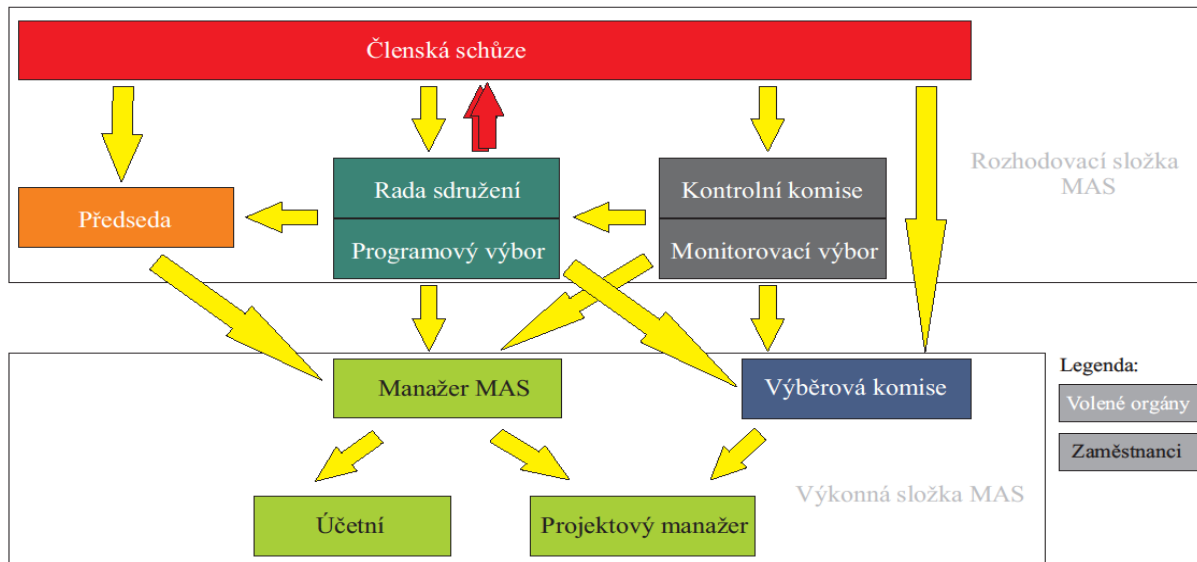 Členská schůze
Rozhodovací složka
MAS
Rada sdružení
Kontrolní komise
Předseda
Programový výbor
Monitorovací výbor
Manažer MAS
Výběrová komise
Legenda:
Volené orgány
Zaměstnanci
Výkonná složka MAS
Účetní
Projektový manažer